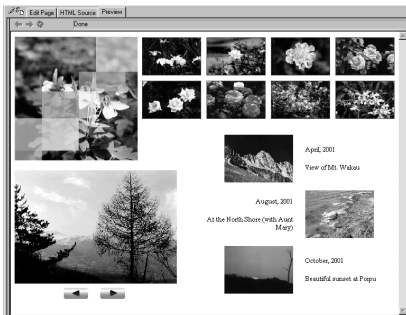 Edit Page HTML Source Preview
Done
April, 2001
View of Mt. Wakau
August, 2001
At the North Shore (with Aunt
Mary)
October, 2001
Beautiful sunset at Poipu